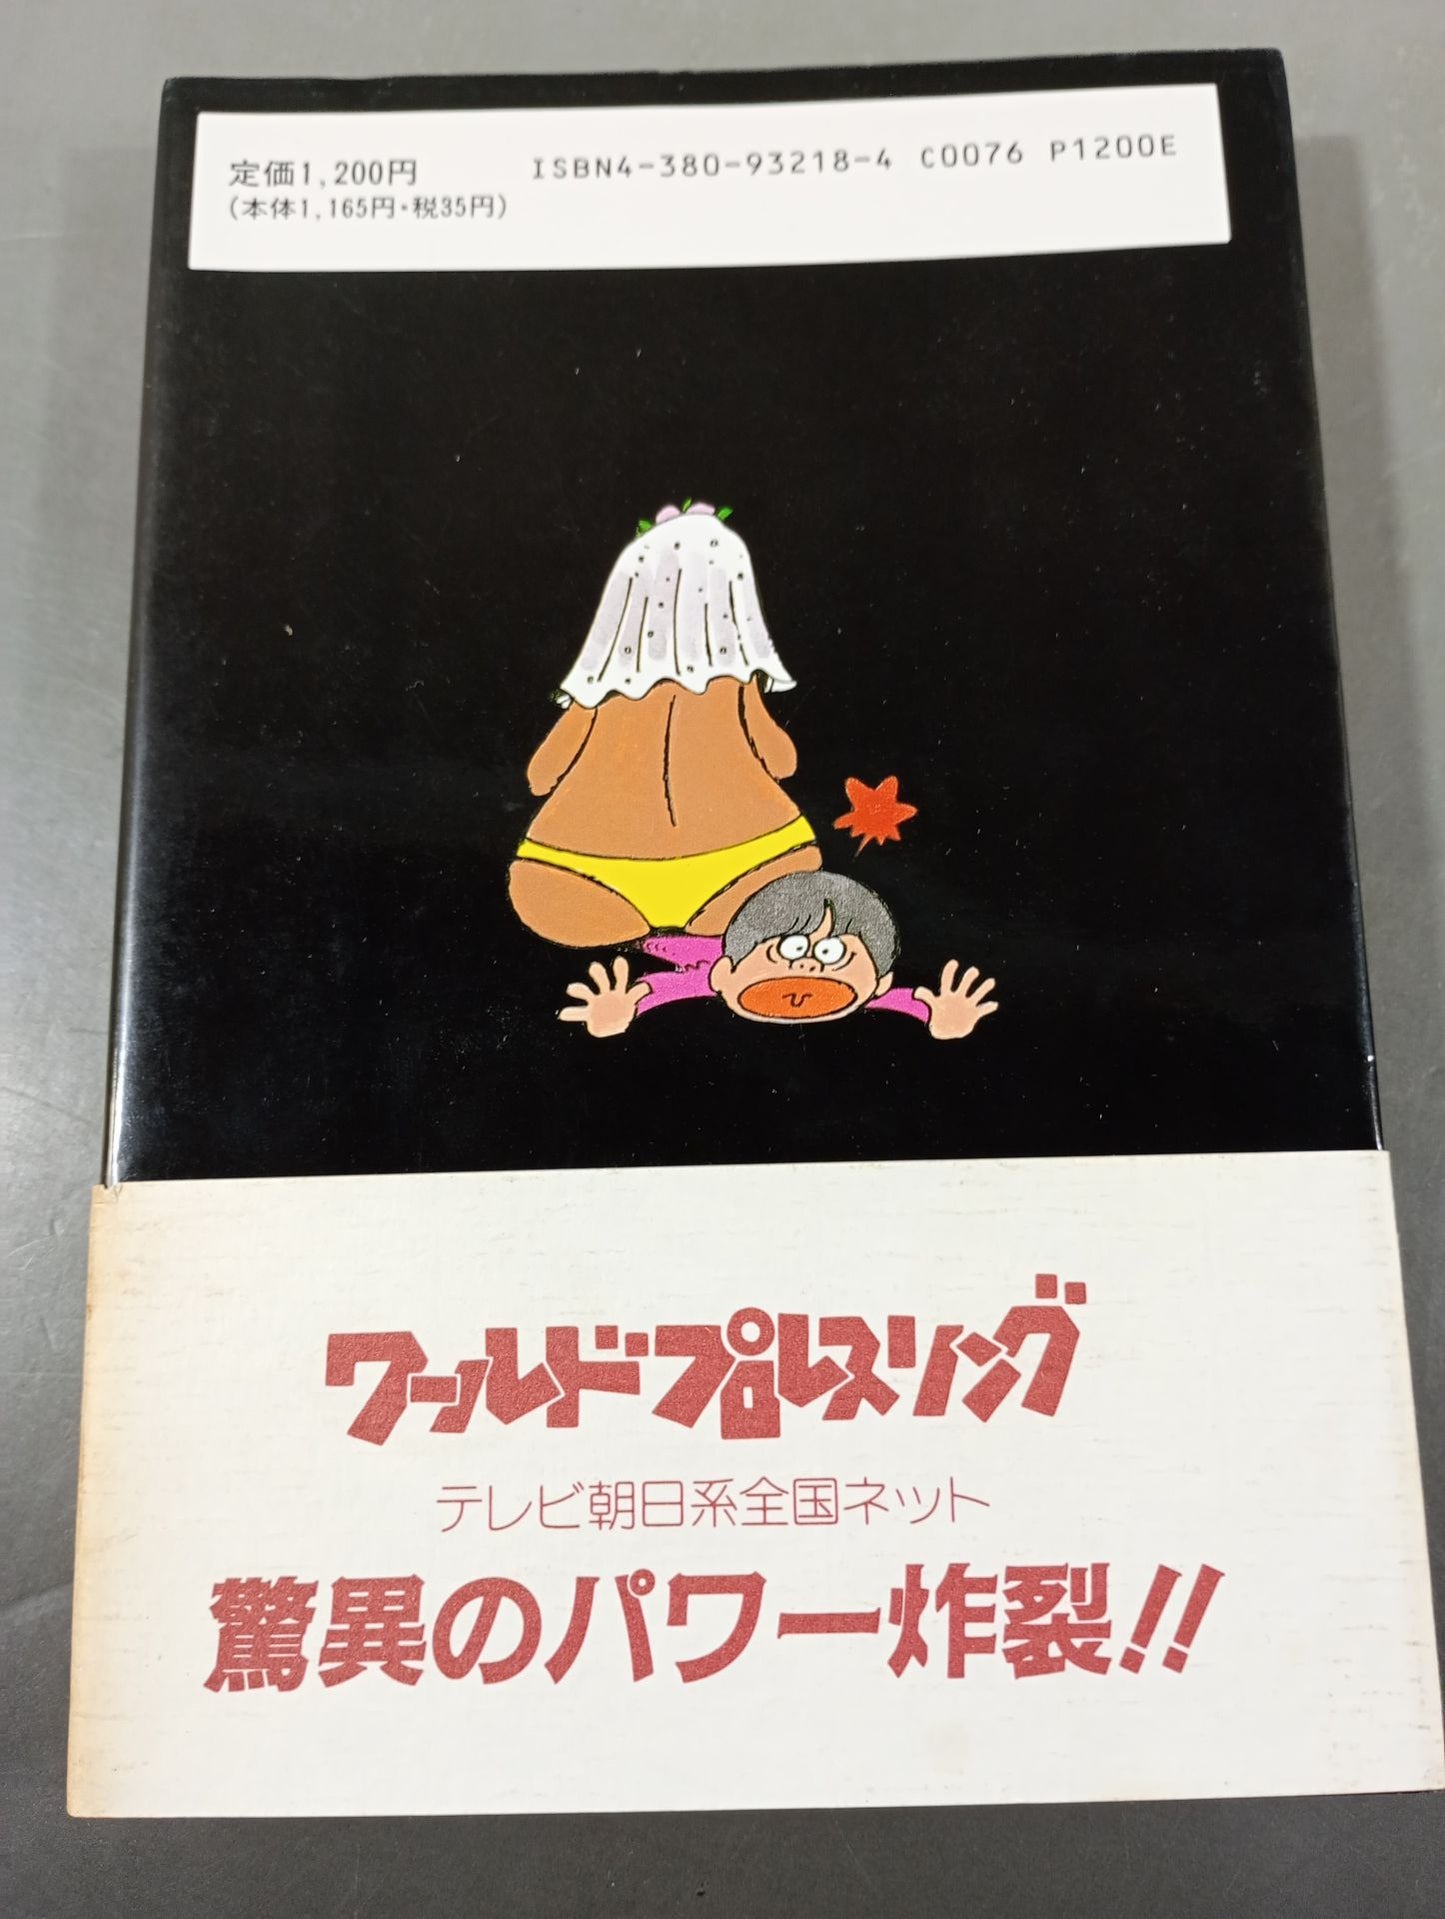 定価1,200円
(本体1,165円・税35円)
ISBN4-380-93218-4 C0076 P1200E
ワールドプロレスリング
テレビ朝日系全国ネット
驚異のパワー炸裂!!